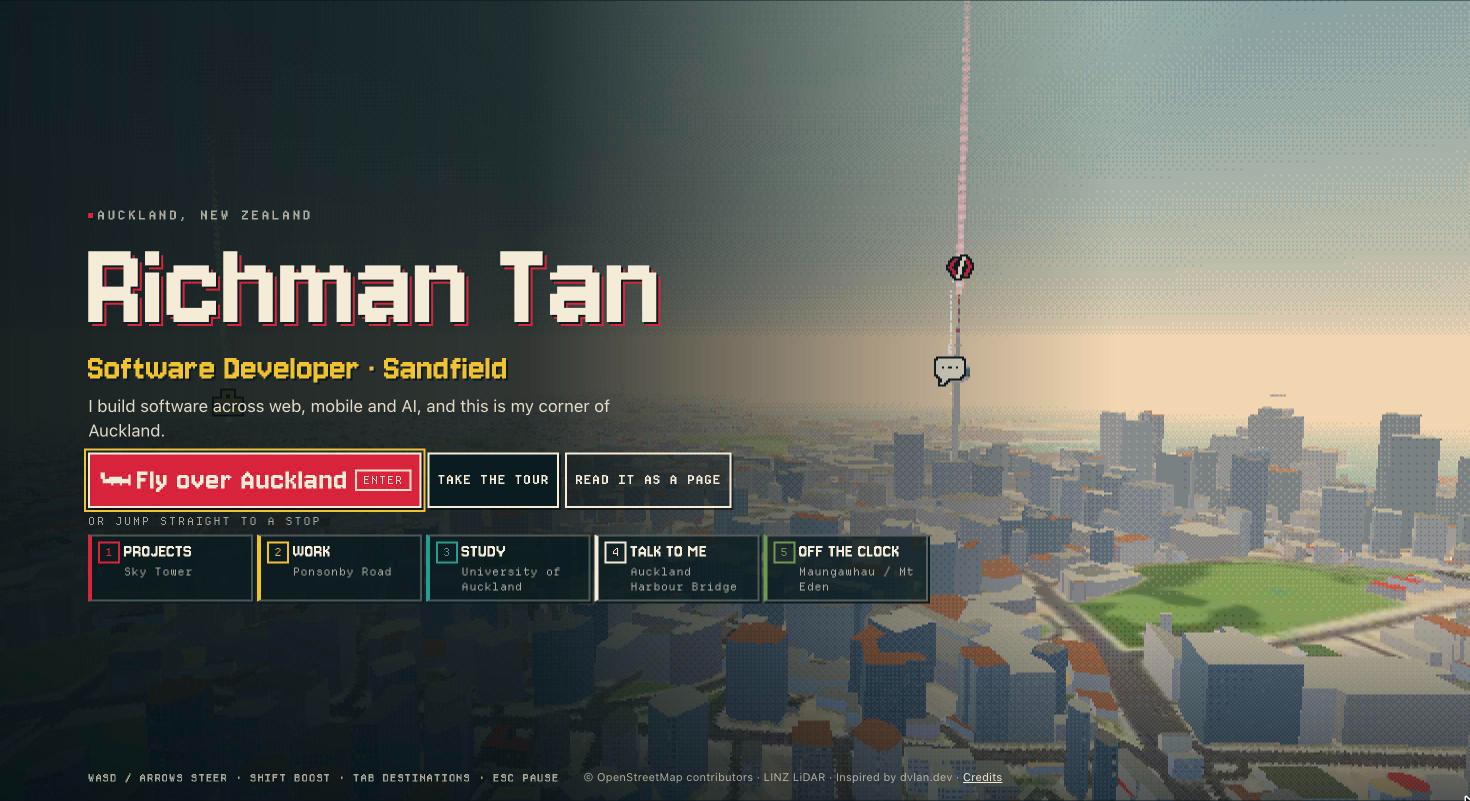 AUCKLAND, NEW ZEALAND
Richman Tan
Software Developer · Sandfield
I build software across web, mobile and AI, and this is my corner of
Auckland.
Fly over Auckland ENTER
TAKE THE TOUR
READ IT AS A PAGE
OR JUMP STRAIGHT TO A STOP
1 PROJECTS
Sky Tower
2 WORK
Ponsonby Road
3 STUDY
University of
Auckland
4 TALK TO ME
Auckland
Harbour Bridge
5 OFF THE CLOCK
Maungawhau / Mt
Eden
WASD / ARROWS STEER · SHIFT BOOST · TAB DESTINATIONS · ESC PAUSE
© OpenStreetMap contributors · LINZ LiDAR · Inspired by dvlan.dev · Credits